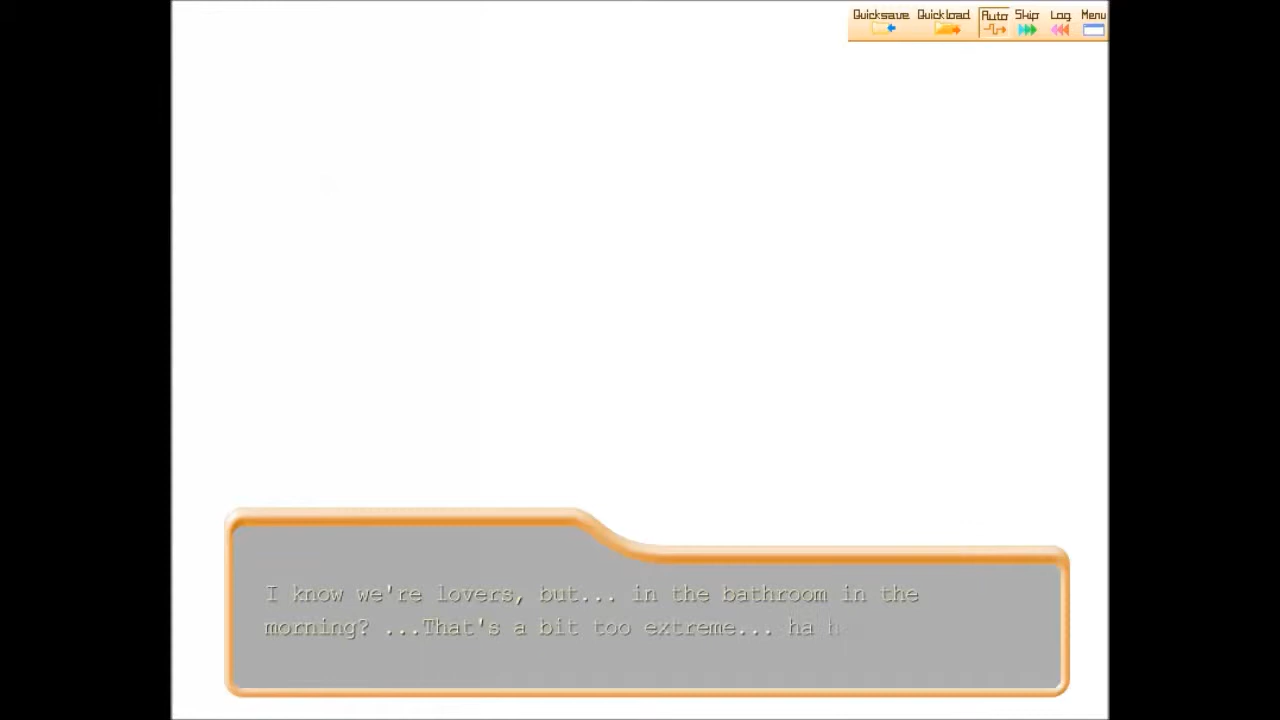 Quicksave Quickload Auto Skip Log Menu
I know we're lovers, but... in the bathroom in the
morning? ...That's a bit too extreme... ha h